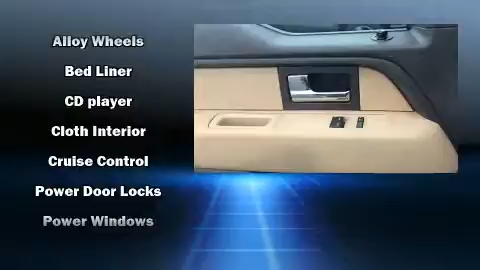 Alloy Wheels
Bed Liner
CD player
Cloth Interior
Cruise Control
Power Door Locks
Power Windows